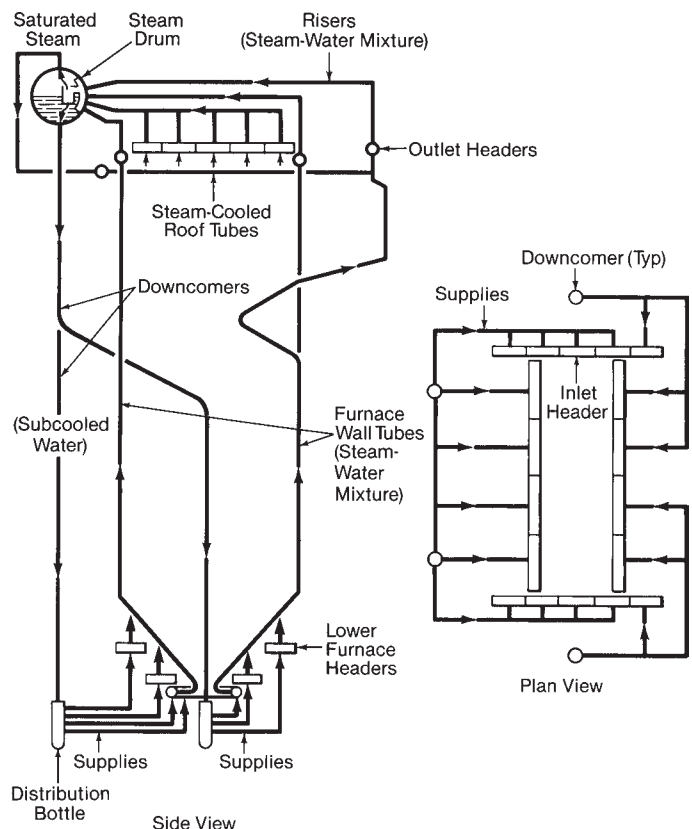 Saturated
Steam
Steam
Drum
Risers
(Steam-Water Mixture)
Outlet Headers
Steam-Cooled
Roof Tubes
Downcomers
(Subcooled
Water)
Furnace
Wall Tubes
(Steam-
Water
Mixture)
Lower
Furnace
Headers
Supplies
Supplies
Distribution
Bottle
Side View
Downcomer (Typ)
Supplies
Inlet
Header
Plan View